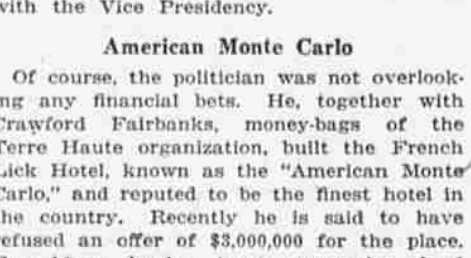 with the Vice Presidency.
American Monte Carlo
Of course, the politician was not overlook-
ng any financial bets. He, together with
Crawford Fairbanks, money-bags of the
Terre Haute organization, built the French
Lick Hotel, known as the "American Monte
Carlo," and reputed to be the finest hotel in
the country. Recently he is said to have
refused an offer of $3,000,000 for the place.